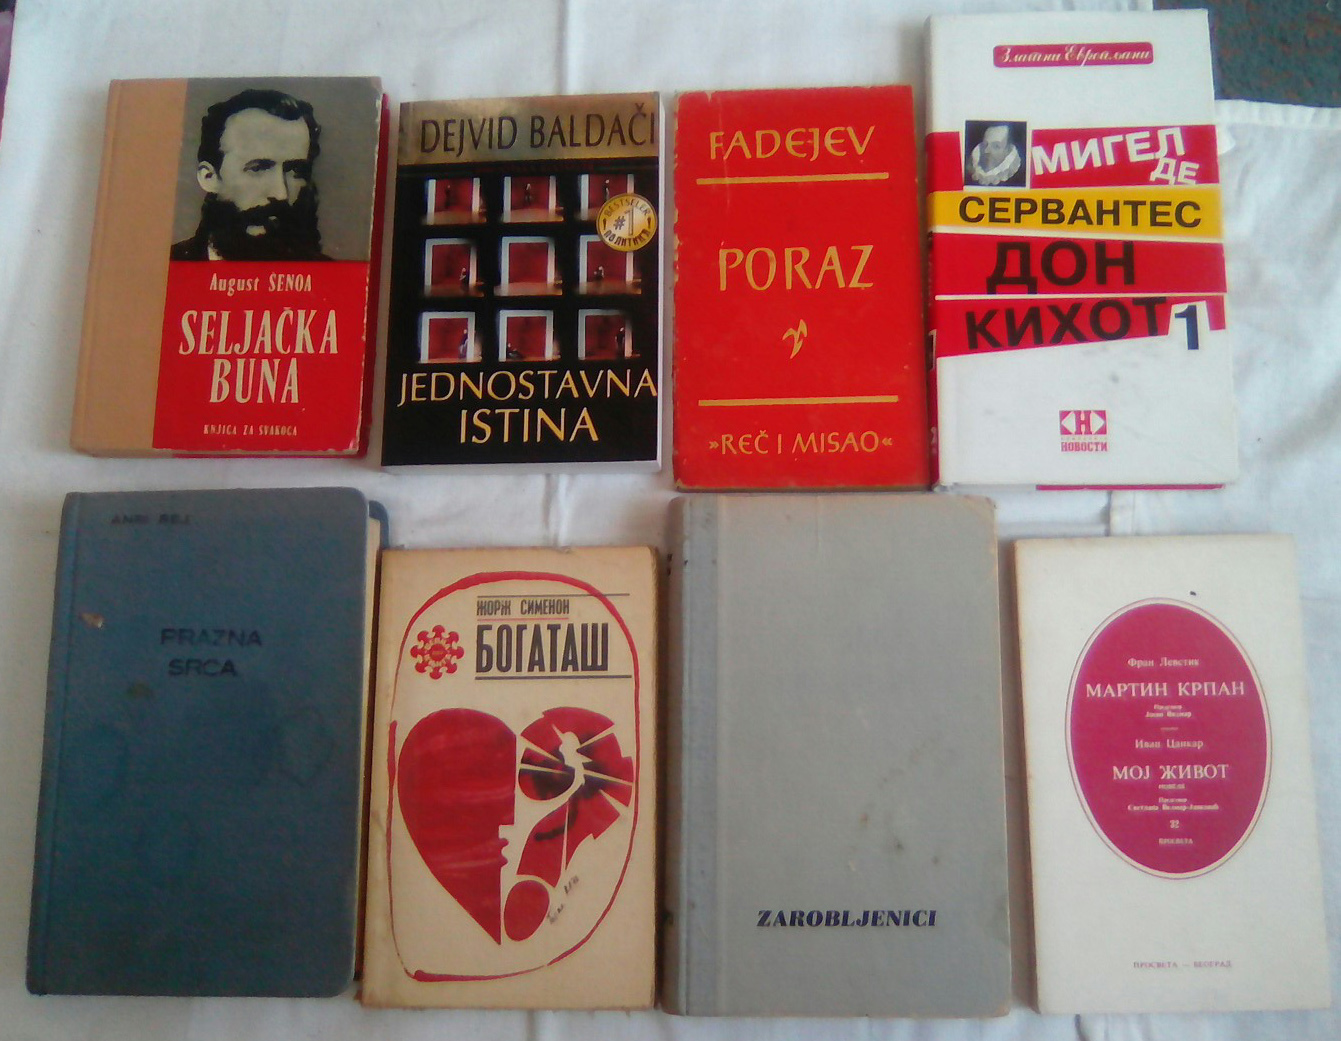 August ŠENOA
SELJAČKA
BUNA
KNJIGA ZA SVAKOGA
DEJVID BALDAČI
BESTSELER
#1
ПОЛИТИКА
JEDNOSTAVNA
ISTINA
FADEJEV
PORAZ
»REČ I MISAO«
Златни Европљани
МИГЕЛ
ДЕ
СЕРВАНТЕС
ДОН
КИХОТ 1
Н
НОВОСТИ
ANRI
PRAZNA
SRCA
ЖОРЖ СИМЕНОН
БОГАТАШ
ZAROBLJENICI
Фран Левстик
МАРТИН КРПАН
Иван Цанкар
МОЈ ЖИВОТ
ПРОСВЕТА
ПРОСВЕТА — БЕОГРАД